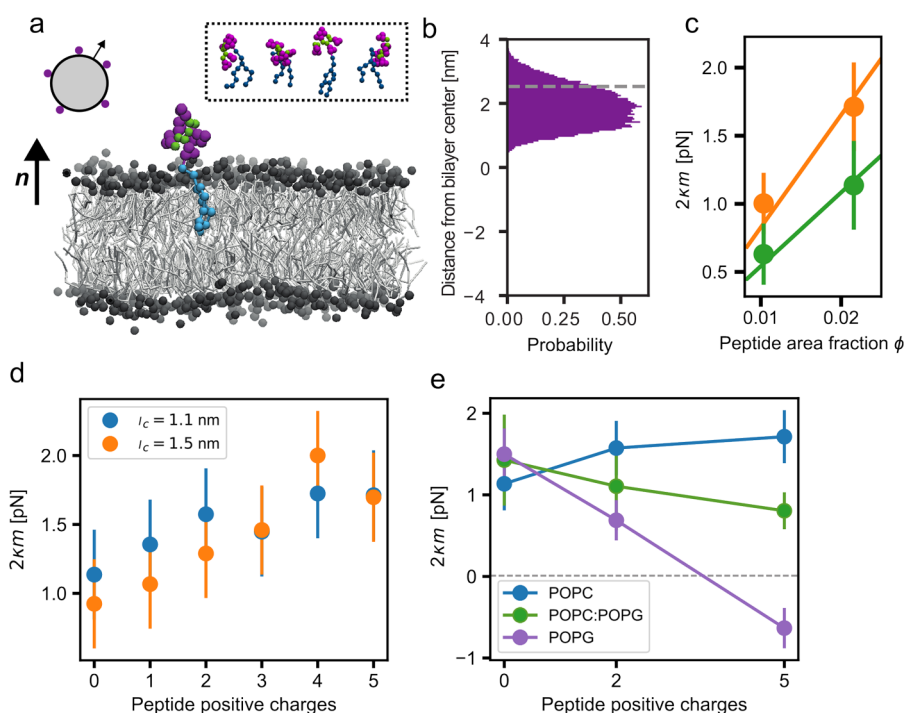 a
n
b
Distance from bilayer center [nm]
4
2
0
−2
−4
0.00
0.25
0.50
Probability
c
2κm [pN]
2.0
1.5
1.0
0.5
0.01
0.02
Peptide area fraction ϕ
d
2κm [pN]
2.0
1.5
1.0
l_c = 1.1 nm
l_c = 1.5 nm
0
1
2
3
4
5
Peptide positive charges
e
2κm [pN]
2
1
0
−1
POPC
POPC:POPG
POPG
0
2
5
Peptide positive charges